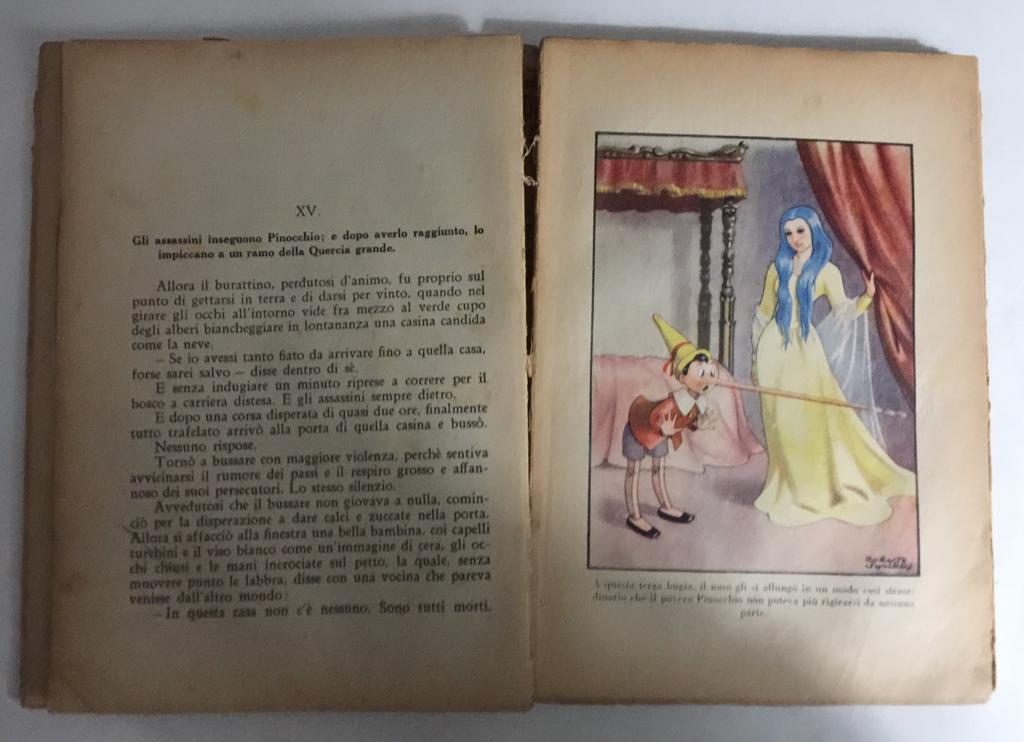 XV.
Gli assassini inseguono Pinocchio; e dopo averlo raggiunto, lo
impiccano a un ramo della Quercia grande.
Allora il burattino, perdutosi d'animo, fu proprio sul
punto di gettarsi in terra e di darsi per vinto, quando nel
girare gli occhi all'intorno vide fra mezzo al verde cupo
degli alberi biancheggiare in lontananza una casina candida
come la neve.
— Se io avessi tanto fiato da arrivare fino a quella casa,
forse sarei salvo — disse dentro di sè.
E senza indugiare un minuto riprese a correre per il
bosco a carriera distesa. E gli assassini sempre dietro.
E dopo una corsa disperata di quasi due ore, finalmente
tutto trafelato arrivò alla porta di quella casina e bussò.
Nessuno rispose.
Tornò a bussare con maggiore violenza, perchè sentiva
avvicinarsi il rumore dei passi e il respiro grosso e affan-
noso dei suoi persecutori. Lo stesso silenzio.
Avvedutosi che il bussare non giovava a nulla, comin-
ciò per la disperazione a dare calci e zuccate nella porta.
Allora si affacciò alla finestra una bella bambina, coi capelli
turchini e il viso bianco come un'immagine di cera, gli oc-
chi chiusi e le mani incrociate sul petto, la quale, senza
muovere punto le labbra, disse con una vocina che pareva
venisse dall'altro mondo:
— In questa casa non c'è nessuno. Sono tutti morti.
A questa terza bugia, il naso gli si allungò in un modo così straor-
dinario che il povero Pinocchio non poteva più rigirarsi da nessuna
parte.